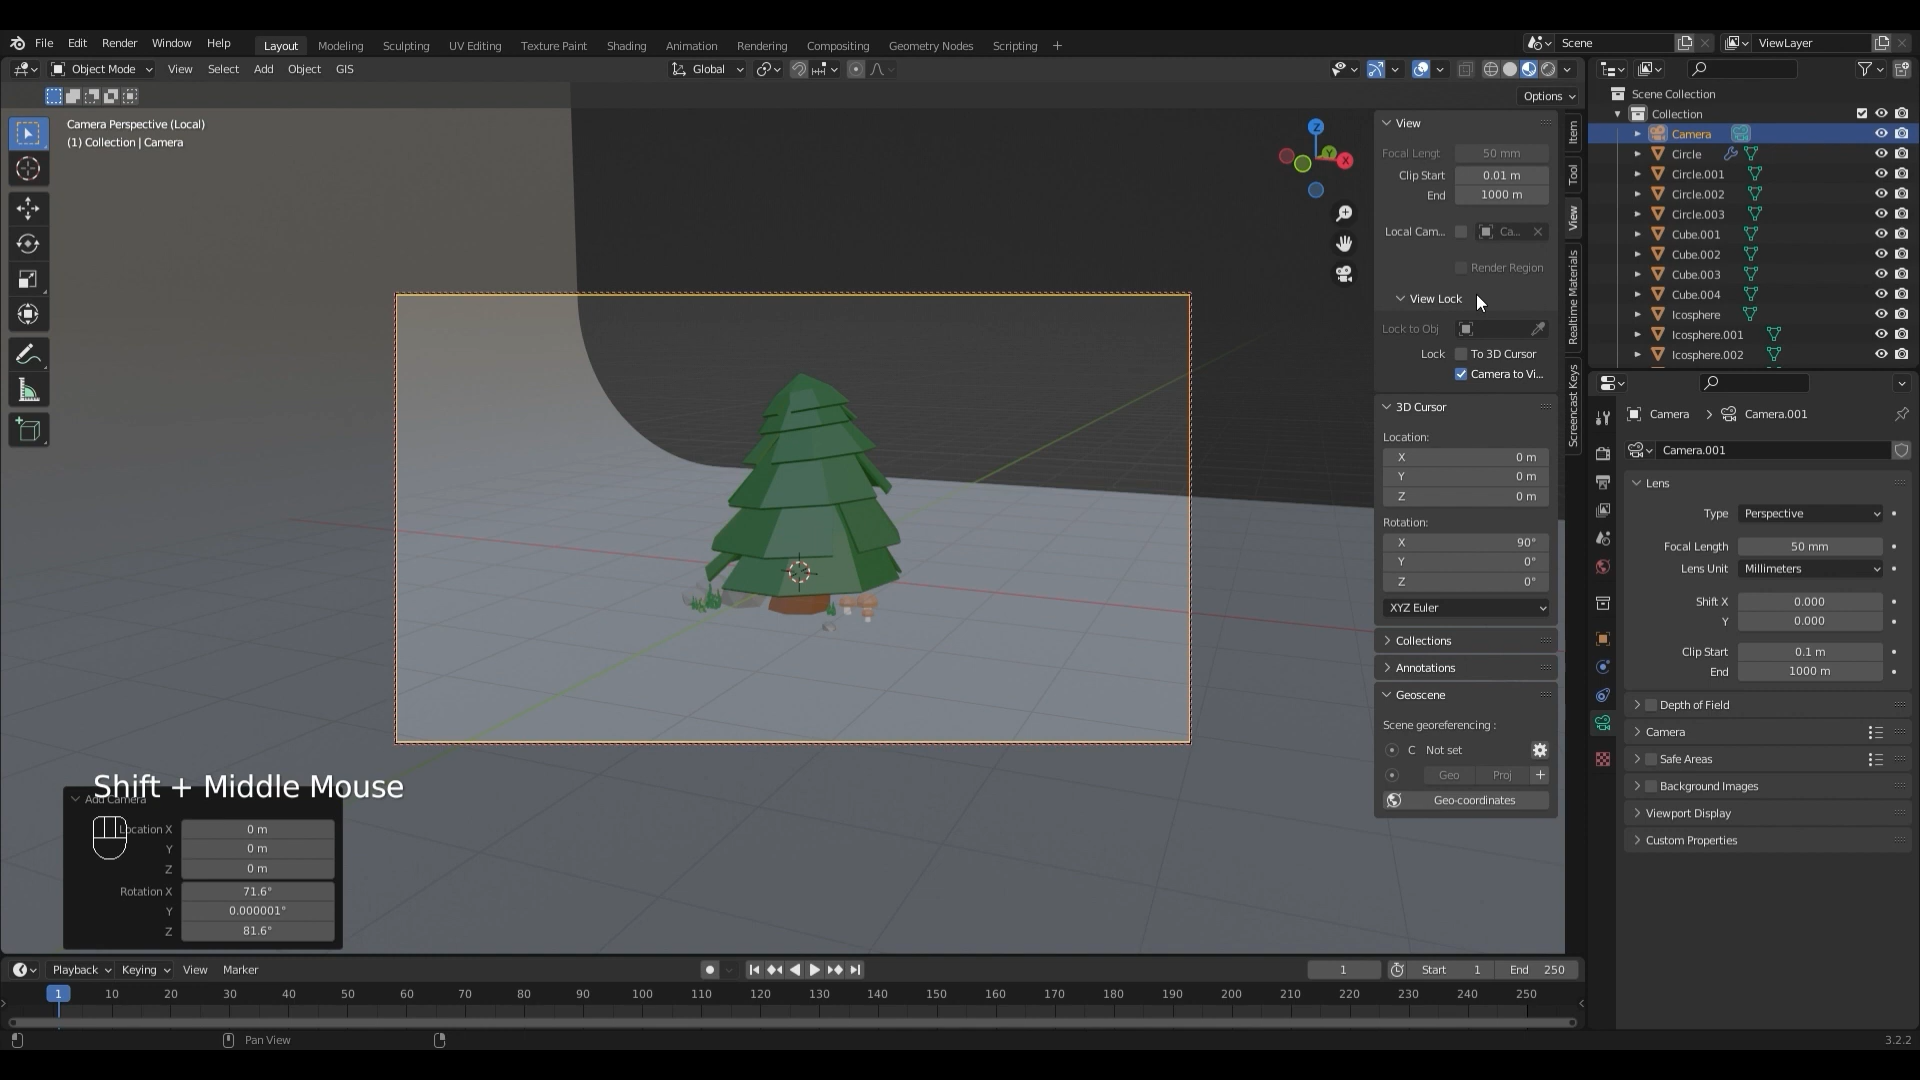 File Edit Render Window Help Layout Modeling Sculpting UV Editing Texture Paint Shading Animation Rendering Compositing Geometry Nodes Scripting + Scene ViewLayer
Object Mode View Select Add Object GIS Global
Options
Camera Perspective (Local)
(1) Collection | Camera
Z
Y
X
View
Focal Lengt 50 mm
Clip Start 0.01 m
End 1000 m
Local Cam... Ca...
Render Region
View Lock
Lock to Obj
Lock To 3D Cursor
Camera to Vi...
3D Cursor
Location:
X 0 m
Y 0 m
Z 0 m
Rotation:
X 90°
Y 0°
Z 0°
XYZ Euler
Collections
Annotations
Geoscene
Scene georeferencing :
C Not set
Geo Proj +
Geo-coordinates
Item
Tool
View
Realtime Materials
Screencast Keys
Scene Collection
Collection
Camera
Circle
Circle.001
Circle.002
Circle.003
Cube.001
Cube.002
Cube.003
Cube.004
Icosphere
Icosphere.001
Icosphere.002
Camera Camera.001
Camera.001
Lens
Type Perspective
Focal Length 50 mm
Lens Unit Millimeters
Shift X 0.000
Y 0.000
Clip Start 0.1 m
End 1000 m
Depth of Field
Camera
Safe Areas
Background Images
Viewport Display
Custom Properties
Shift + Middle Mouse
Add Camera
Location X 0 m
Y 0 m
Z 0 m
Rotation X 71.6°
Y 0.000001°
Z 81.6°
Playback Keying View Marker 1 Start 1 End 250
1 10 20 30 40 50 60 70 80 90 100 110 120 130 140 150 160 170 180 190 200 210 220 230 240 250
Pan View 3.2.2